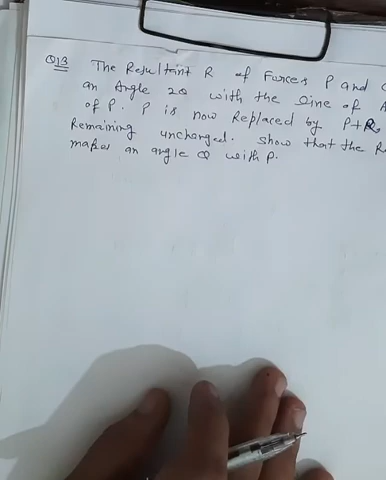 Q13 The Resultant R of Forces P and
an Angle 2θ with the line of
of P. P is now Replaced by P+R,
Remaining unchanged. show that the
makes an angle θ with P.